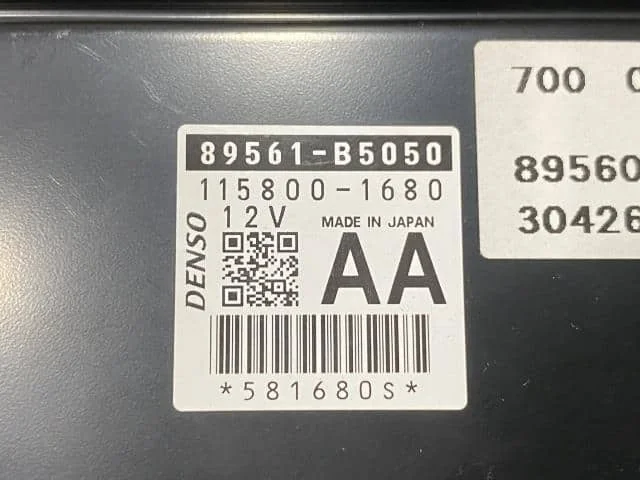 89561-B5050
115800-1680
12V
MADE IN JAPAN
DENSO
AA
*581680S*
700
89560
30426